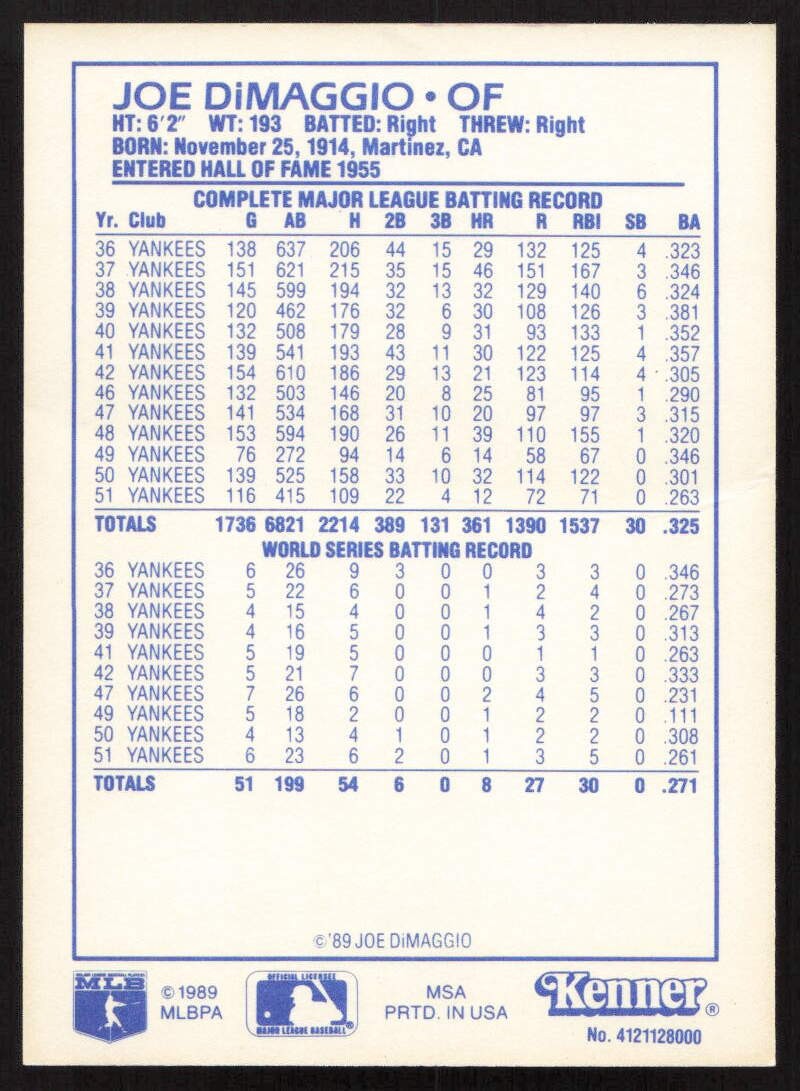 JOE DiMAGGIO • OF
HT: 6'2" WT: 193 BATTED: Right THREW: Right
BORN: November 25, 1914, Martinez, CA
ENTERED HALL OF FAME 1955
COMPLETE MAJOR LEAGUE BATTING RECORD
Yr. Club G AB H 2B 3B HR R RBI SB BA
36 YANKEES 138 637 206 44 15 29 132 125 4 .323
37 YANKEES 151 621 215 35 15 46 151 167 3 .346
38 YANKEES 145 599 194 32 13 32 129 140 6 .324
39 YANKEES 120 462 176 32 6 30 108 126 3 .381
40 YANKEES 132 508 179 28 9 31 93 133 1 .352
41 YANKEES 139 541 193 43 11 30 122 125 4 .357
42 YANKEES 154 610 186 29 13 21 123 114 4 .305
46 YANKEES 132 503 146 20 8 25 81 95 1 .290
47 YANKEES 141 534 168 31 10 20 97 97 3 .315
48 YANKEES 153 594 190 26 11 39 110 155 1 .320
49 YANKEES 76 272 94 14 6 14 58 67 0 .346
50 YANKEES 139 525 158 33 10 32 114 122 0 .301
51 YANKEES 116 415 109 22 4 12 72 71 0 .263
TOTALS 1736 6821 2214 389 131 361 1390 1537 30 .325
WORLD SERIES BATTING RECORD
36 YANKEES 6 26 9 3 0 0 3 3 0 .346
37 YANKEES 5 22 6 0 0 1 2 4 0 .273
38 YANKEES 4 15 4 0 0 1 4 2 0 .267
39 YANKEES 4 16 5 0 0 1 3 3 0 .313
41 YANKEES 5 19 5 0 0 0 1 1 0 .263
42 YANKEES 5 21 7 0 0 0 3 3 0 .333
47 YANKEES 7 26 6 0 0 2 4 5 0 .231
49 YANKEES 5 18 2 0 0 1 2 2 0 .111
50 YANKEES 4 13 4 1 0 1 2 2 0 .308
51 YANKEES 6 23 6 2 0 1 3 5 0 .261
TOTALS 51 199 54 6 0 8 27 30 0 .271
©'89 JOE DiMAGGIO
MAJOR LEAGUE BASEBALL PLAYERS
MLB
© 1989
MLBPA
OFFICIAL LICENSEE
MAJOR LEAGUE BASEBALL®
MSA
PRTD. IN USA
Kenner®
No. 4121128000